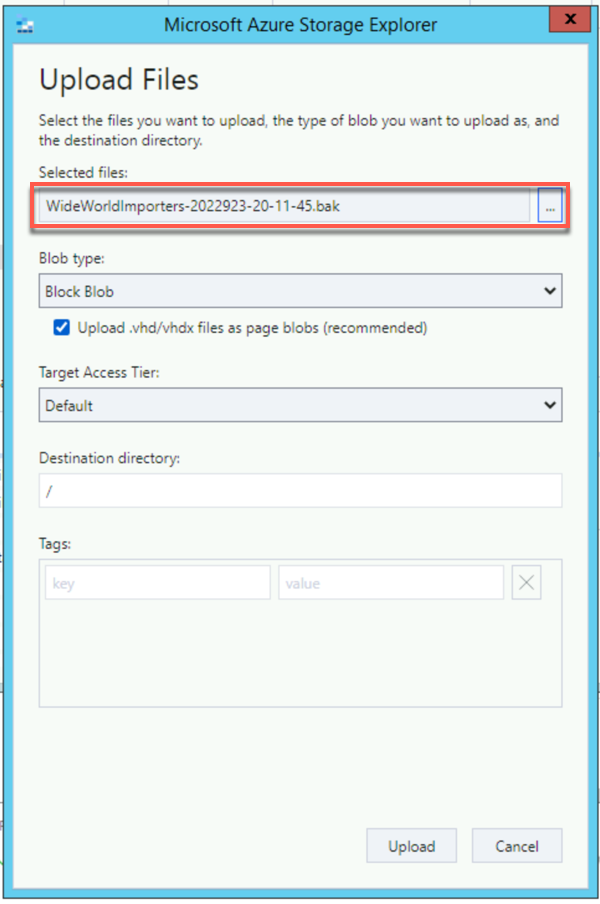 Microsoft Azure Storage Explorer
x
Upload Files
Select the files you want to upload, the type of blob you want to upload as, and
the destination directory.
Selected files:
WideWorldImporters-2022923-20-11-45.bak
...
Blob type:
Block Blob
Upload .vhd/vhdx files as page blobs (recommended)
Target Access Tier:
Default
Destination directory:
/
Tags:
key value
Upload Cancel